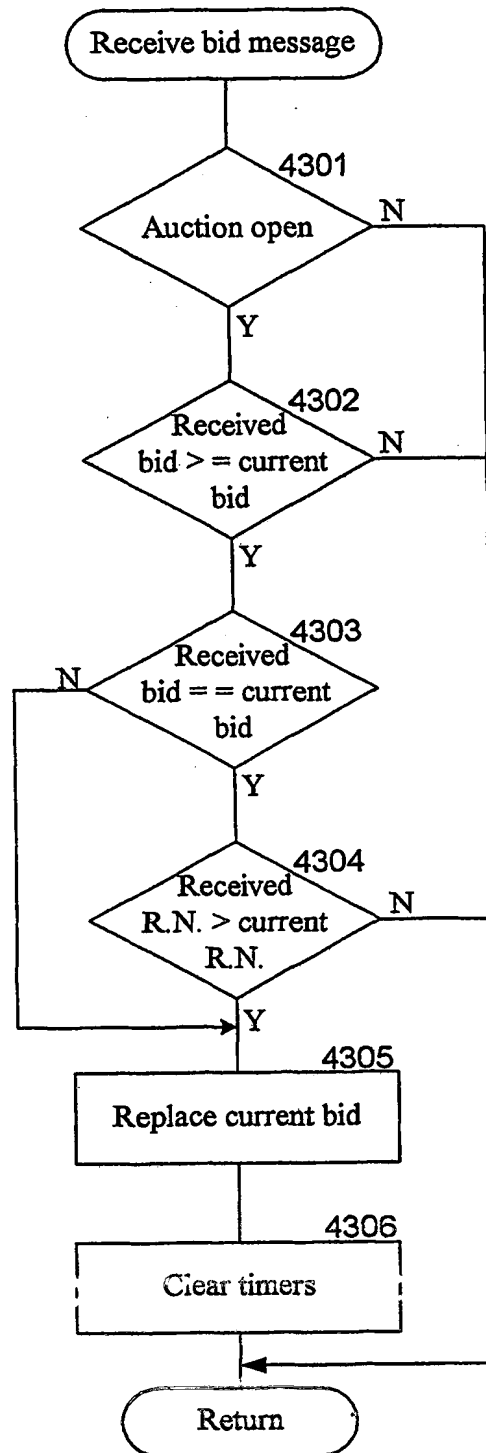 Receive bid message
4301
Auction open
N
Y
4302
Received
bid > = current
bid
N
Y
4303
Received
bid = = current
bid
N
Y
4304
Received
R.N. > current
R.N.
N
Y
4305
Replace current bid
4306
Clear timers
Return